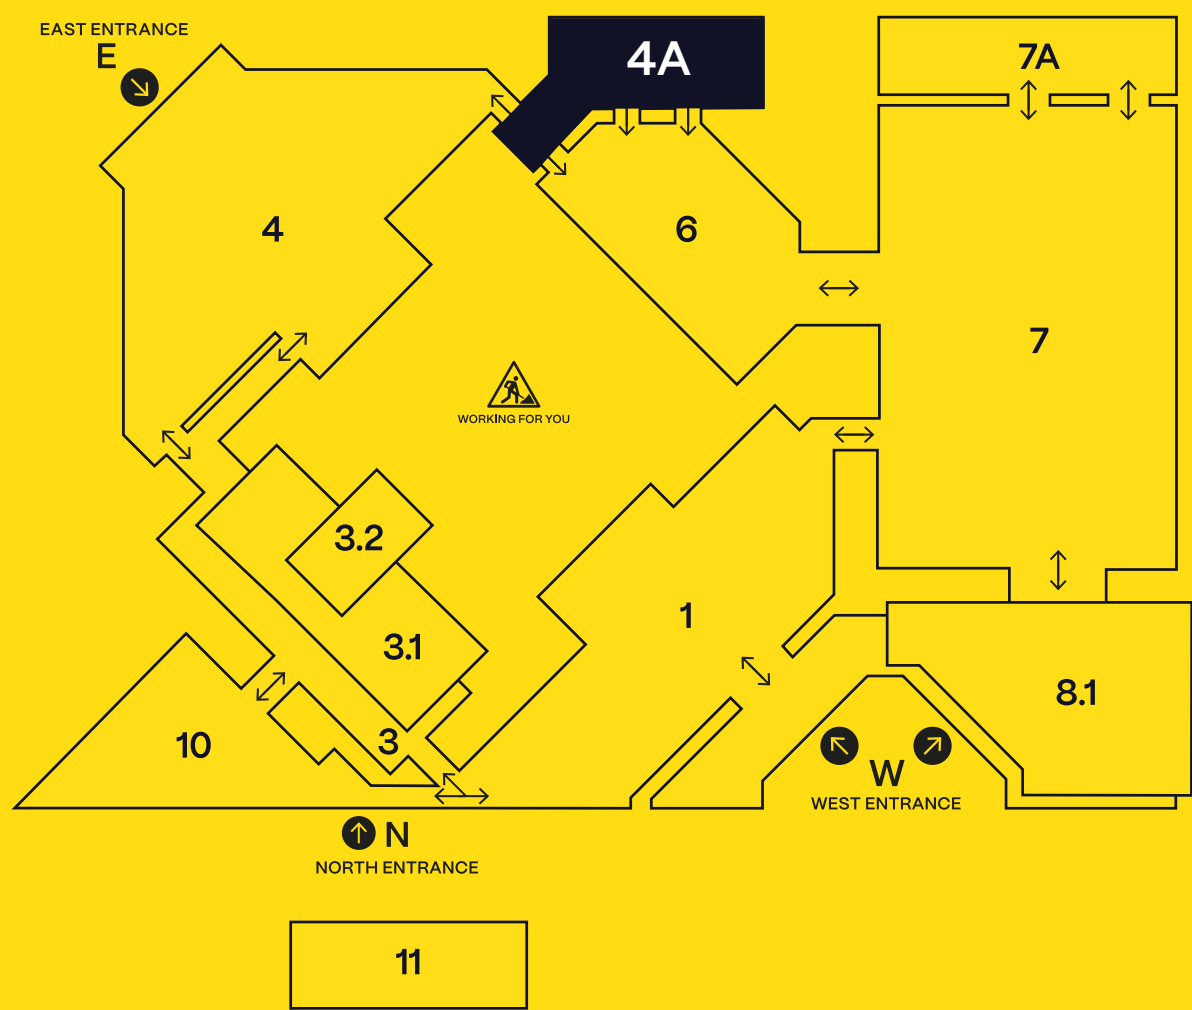 EAST ENTRANCE
E
4A
7A
4
6
7
WORKING FOR YOU
3.2
3.1
1
8.1
10
3
W
WEST ENTRANCE
N
NORTH ENTRANCE
11